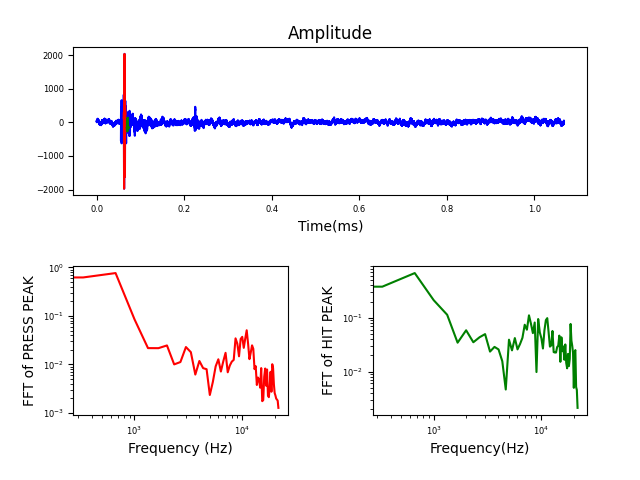 Amplitude
2000
1000
0
−1000
−2000
0.0 0.2 0.4 0.6 0.8 1.0
Time(ms)
FFT of PRESS PEAK
10⁰
10⁻¹
10⁻²
10⁻³
10³ 10⁴
Frequency (Hz)
FFT of HIT PEAK
10⁻¹
10⁻²
10³ 10⁴
Frequency(Hz)